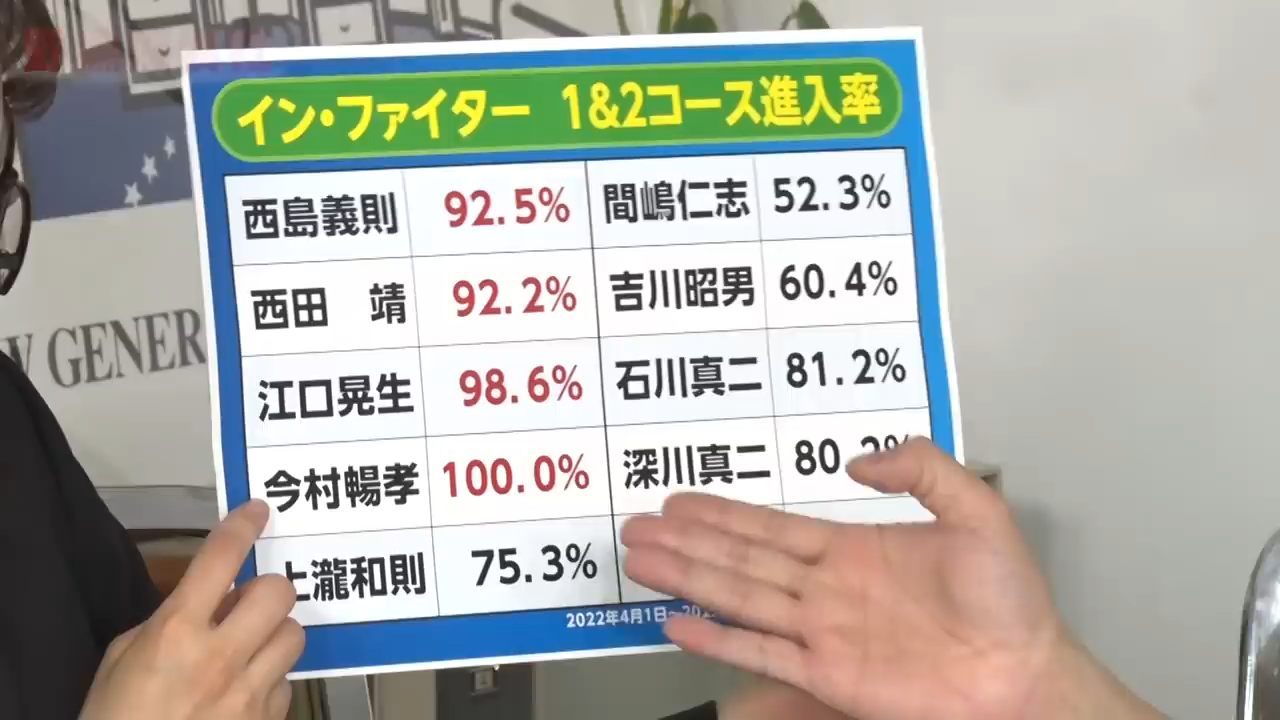 イン・ファイター 1&2コース進入率
西島義則 92.5% 間嶋仁志 52.3%
西田 靖 92.2% 吉川昭男 60.4%
江口晃生 98.6% 石川真二 81.2%
今村暢孝 100.0% 深川真二 80.2%
上瀧和則 75.3%
2022年4月1日~
GENER